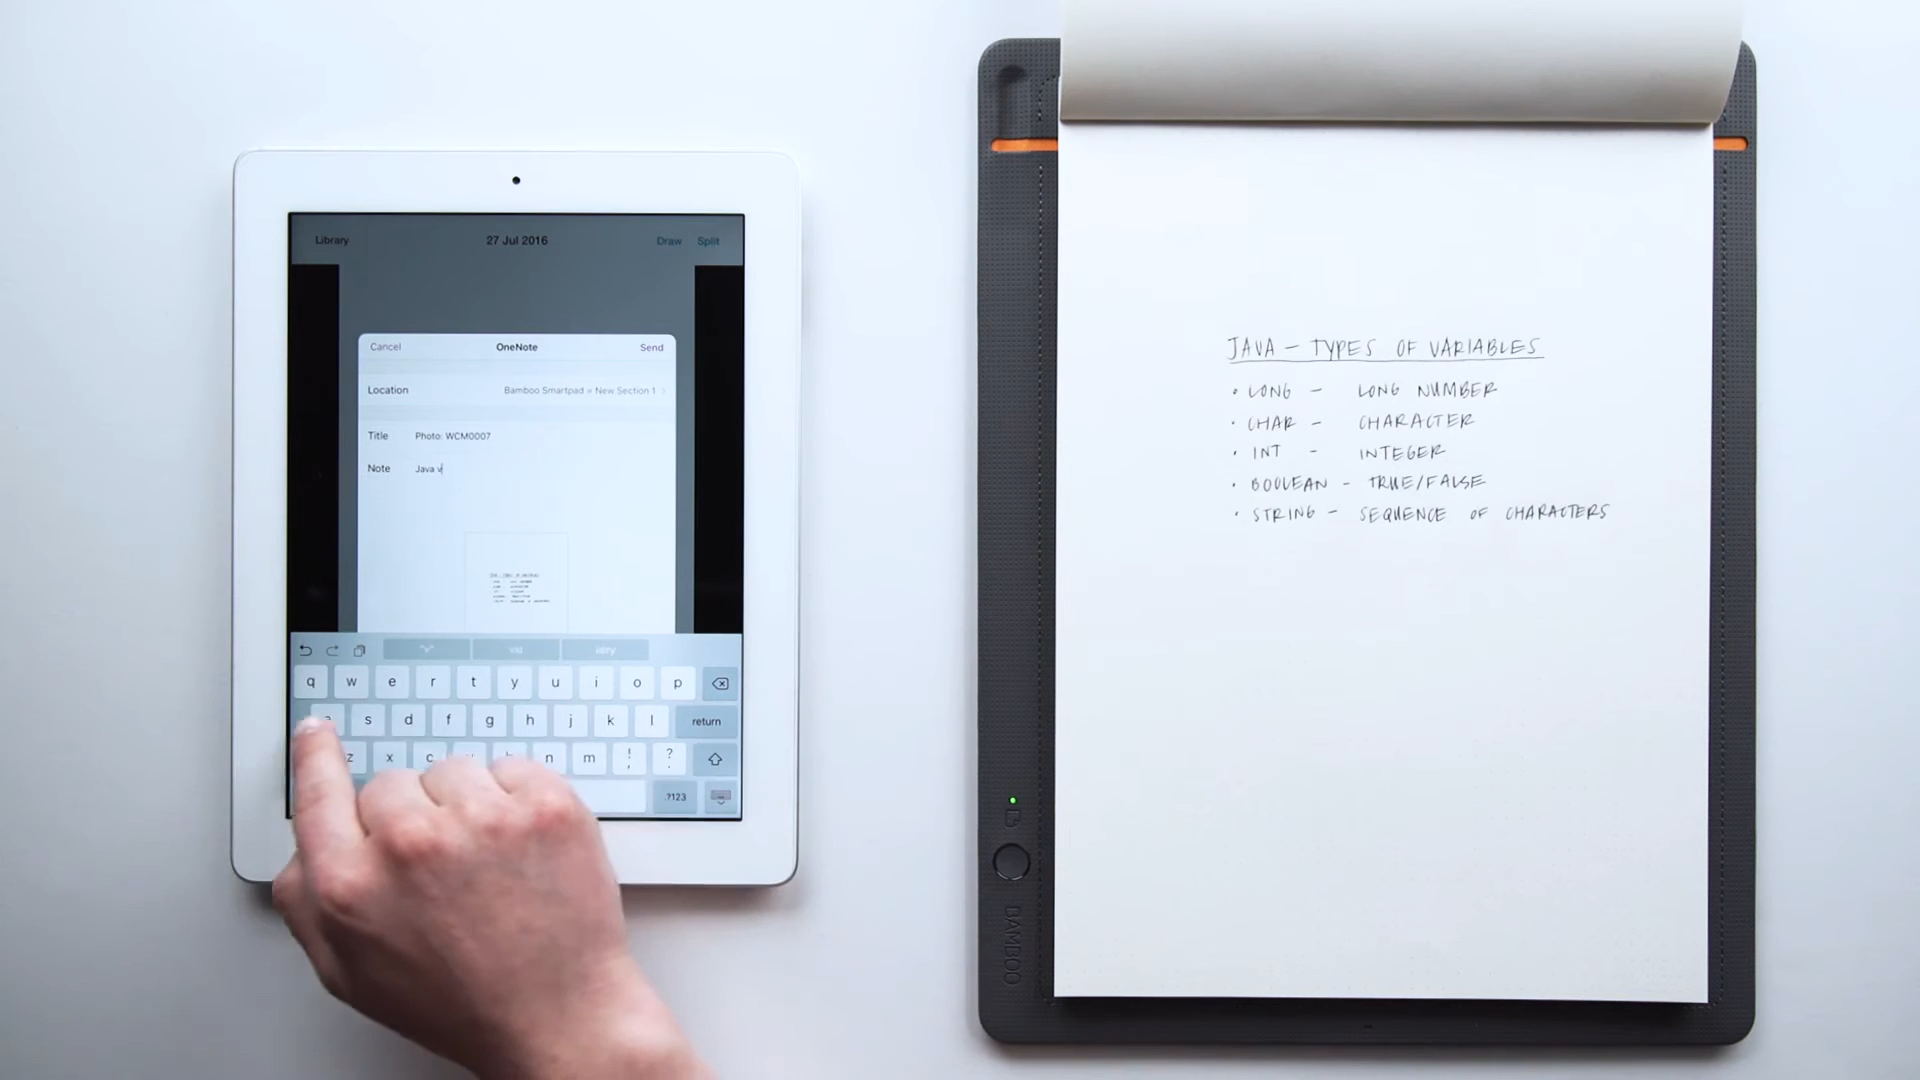 Library 27 Jul 2016 Draw Split
Cancel OneNote Send
Location Bamboo Smartpad » New Section 1 >
Title Photo: WCM0007
Note Java v
"v"
q w e r t y u i o p
s d f g h j k l return
z x c n m ! , ? .
.?123
JAVA – TYPES OF VARIABLES
• LONG – LONG NUMBER
• CHAR – CHARACTER
• INT – INTEGER
• BOOLEAN – TRUE/FALSE
• STRING – SEQUENCE OF CHARACTERS
BAMBOO